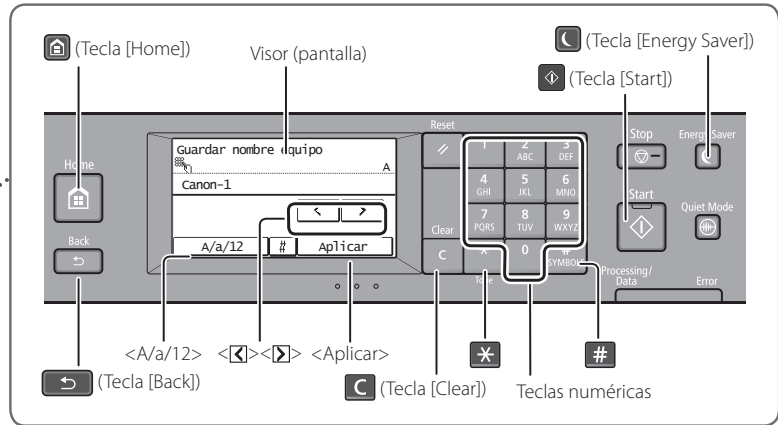 (Tecla [Home])
Visor (pantalla)
(Tecla [Energy Saver])
(Tecla [Start])
Reset
Guardar nombre equipo
A
Canon-1
< >
A/a/12 # Aplicar
Home
Back
Clear
C
1
2 ABC
3 DEF
4 GHI
5 JKL
6 MNO
7 PQRS
8 TUV
9 WXYZ
0
# SYMBOLS
Tone
Stop
Energy Saver
Start
Quiet Mode
Processing/
Data
Error
<A/a/12> <<><>> <Aplicar>
#
(Tecla [Back])
C (Tecla [Clear])
Teclas numéricas